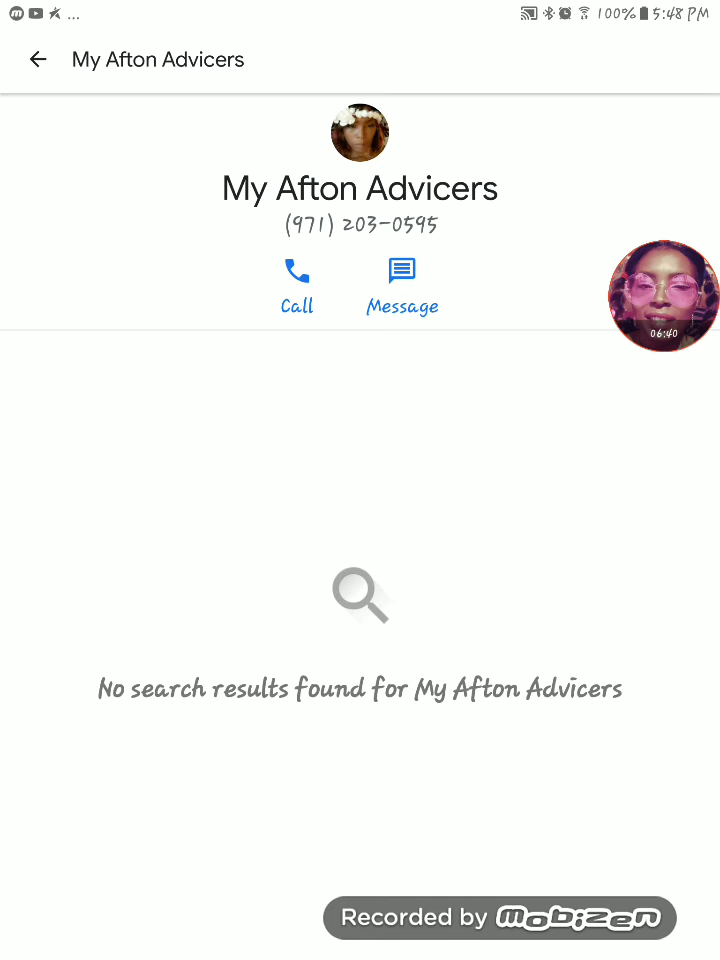 m ... 100% 5:48 PM
My Afton Advicers
My Afton Advicers
(971) 203-0595
Call Message
06:40
No search results found for My Afton Advicers
Recorded by mobizen